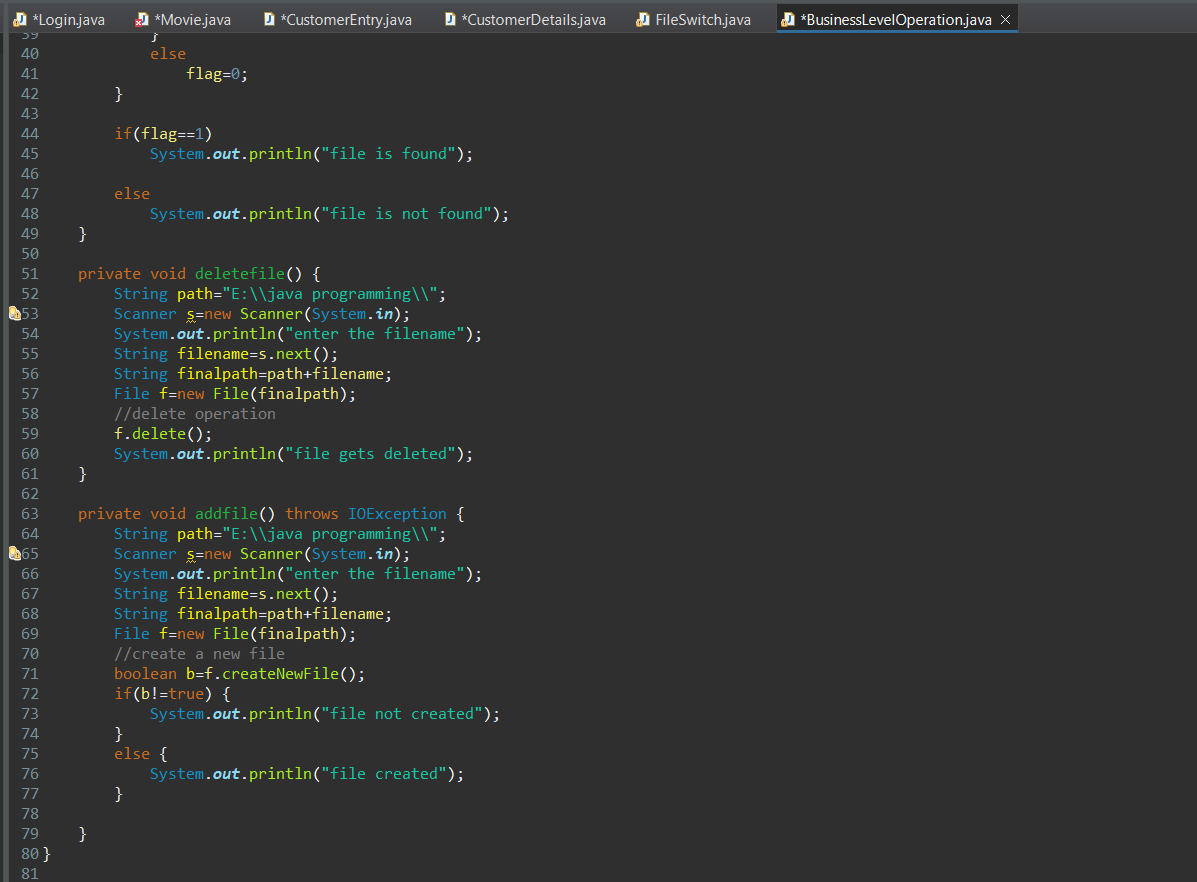 *Login.java *Movie.java *CustomerEntry.java *CustomerDetails.java FileSwitch.java *BusinessLevelOperation.java
39 }
40 else
41 flag=0;
42 }
43
44 if(flag==1)
45 System.out.println("file is found");
46
47 else
48 System.out.println("file is not found");
49 }
50
51 private void deletefile() {
52 String path="E:\\java programming\\";
53 Scanner s=new Scanner(System.in);
54 System.out.println("enter the filename");
55 String filename=s.next();
56 String finalpath=path+filename;
57 File f=new File(finalpath);
58 //delete operation
59 f.delete();
60 System.out.println("file gets deleted");
61 }
62
63 private void addfile() throws IOException {
64 String path="E:\\java programming\\";
65 Scanner s=new Scanner(System.in);
66 System.out.println("enter the filename");
67 String filename=s.next();
68 String finalpath=path+filename;
69 File f=new File(finalpath);
70 //create a new file
71 boolean b=f.createNewFile();
72 if(b!=true) {
73 System.out.println("file not created");
74 }
75 else {
76 System.out.println("file created");
77 }
78
79 }
80 }
81